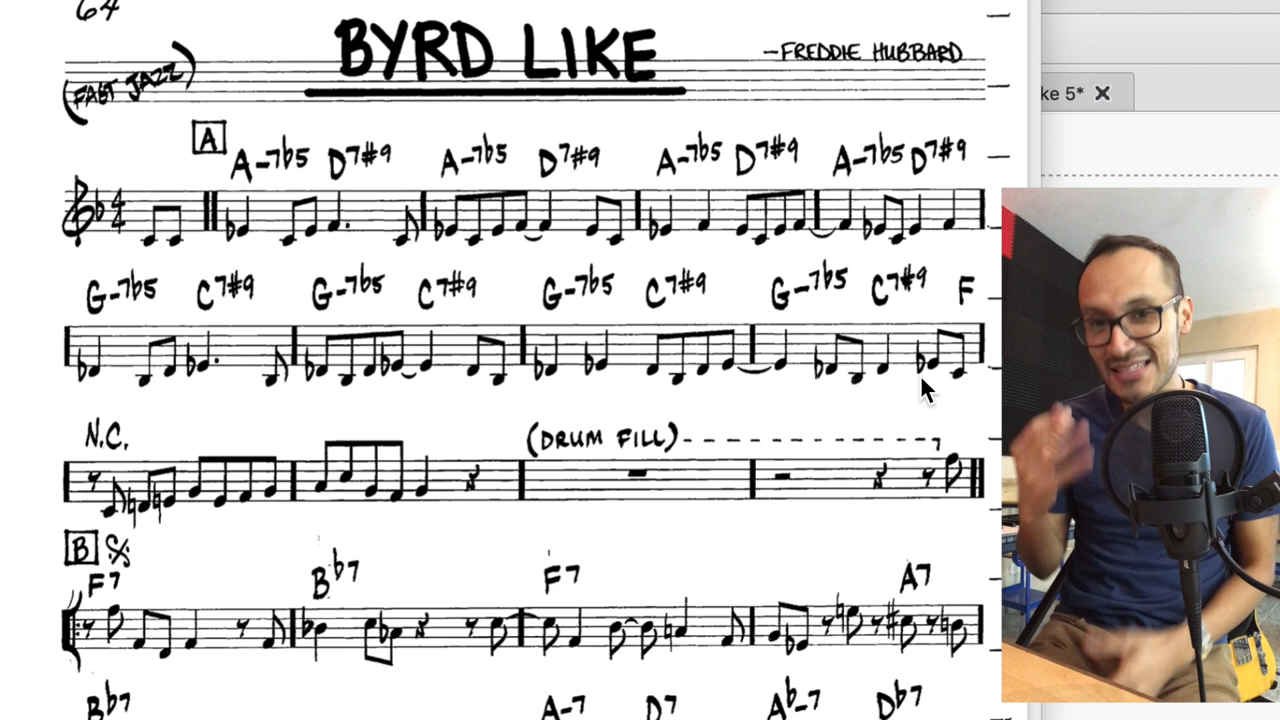 64
BYRD LIKE
-FREDDIE HUBBARD
(FAST JAZZ)
ke 5*
A
A-7b5 D7#9 A-7b5 D7#9 A-7b5 D7#9 A-7b5 D7#9
4
4
G-7b5 C7#9 G-7b5 C7#9 G-7b5 C7#9 G-7b5 C7#9 F
N.C. (DRUM FILL)
B
F7 Bb7 F7 A7
Bb7 A-7 D7 Ab-7 Db7